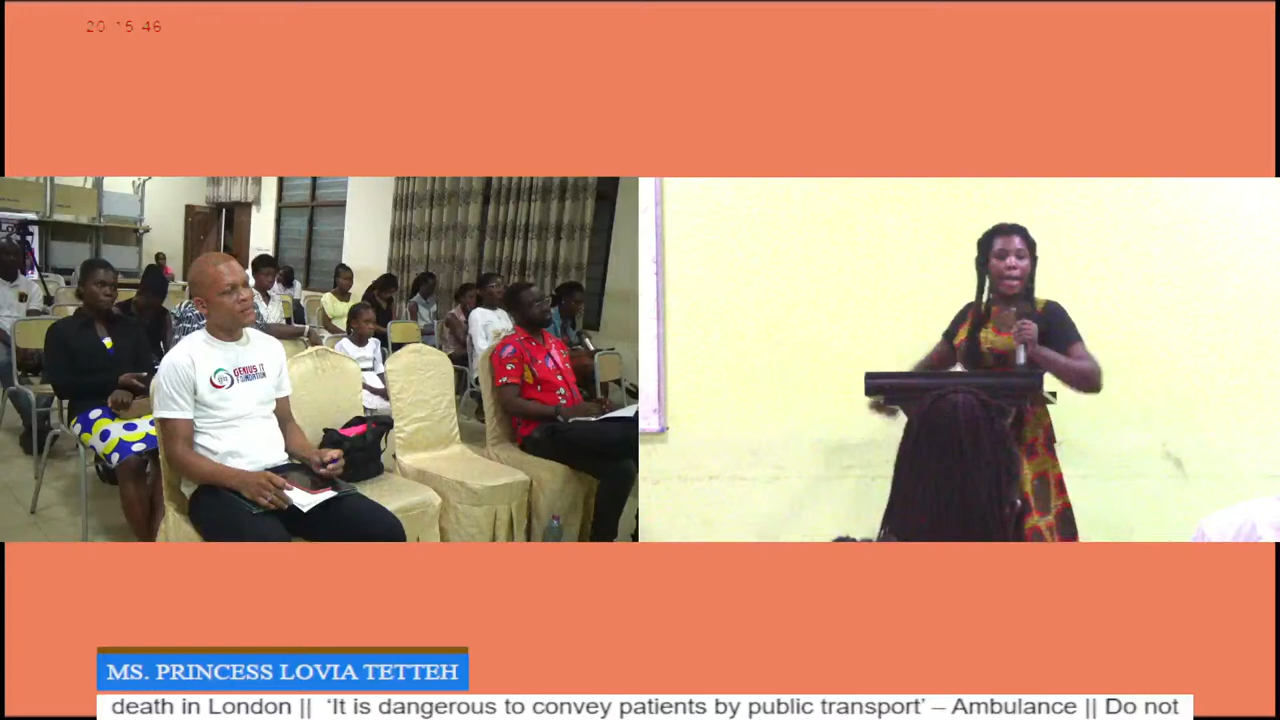 20:15:46
GENIUS IT
FOUNDATION
MS. PRINCESS LOVIA TETTEH
death in London || ‘It is dangerous to convey patients by public transport’ – Ambulance || Do not